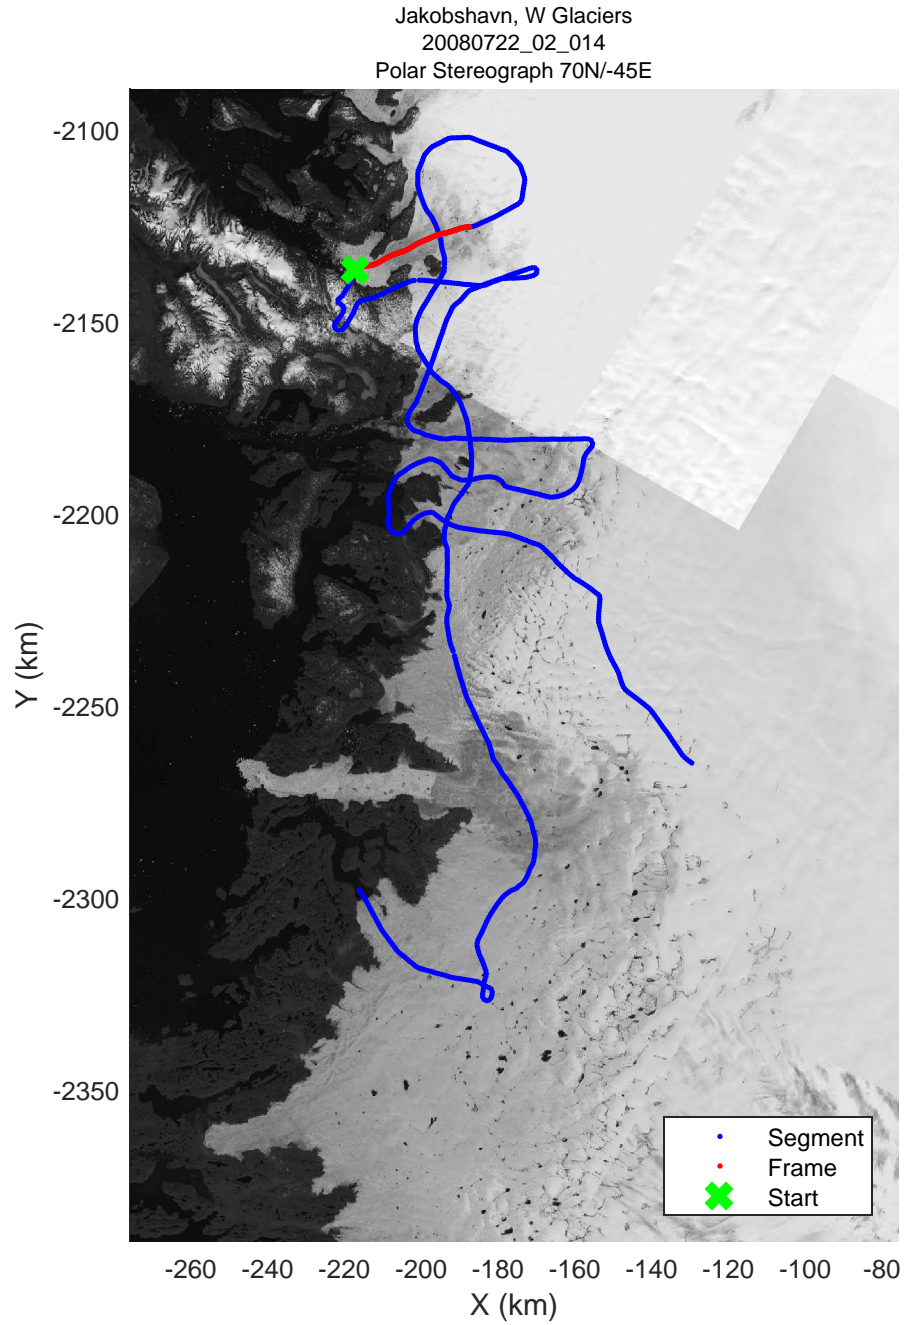 Jakobshavn, W Glaciers
20080722_02_014
Polar Stereograph 70N/-45E
-2100
-2150
-2200
-2250
-2300
-2350
Y (km)
Segment
Frame
Start
-260 -240 -220 -200 -180 -160 -140 -120 -100 -80
X (km)